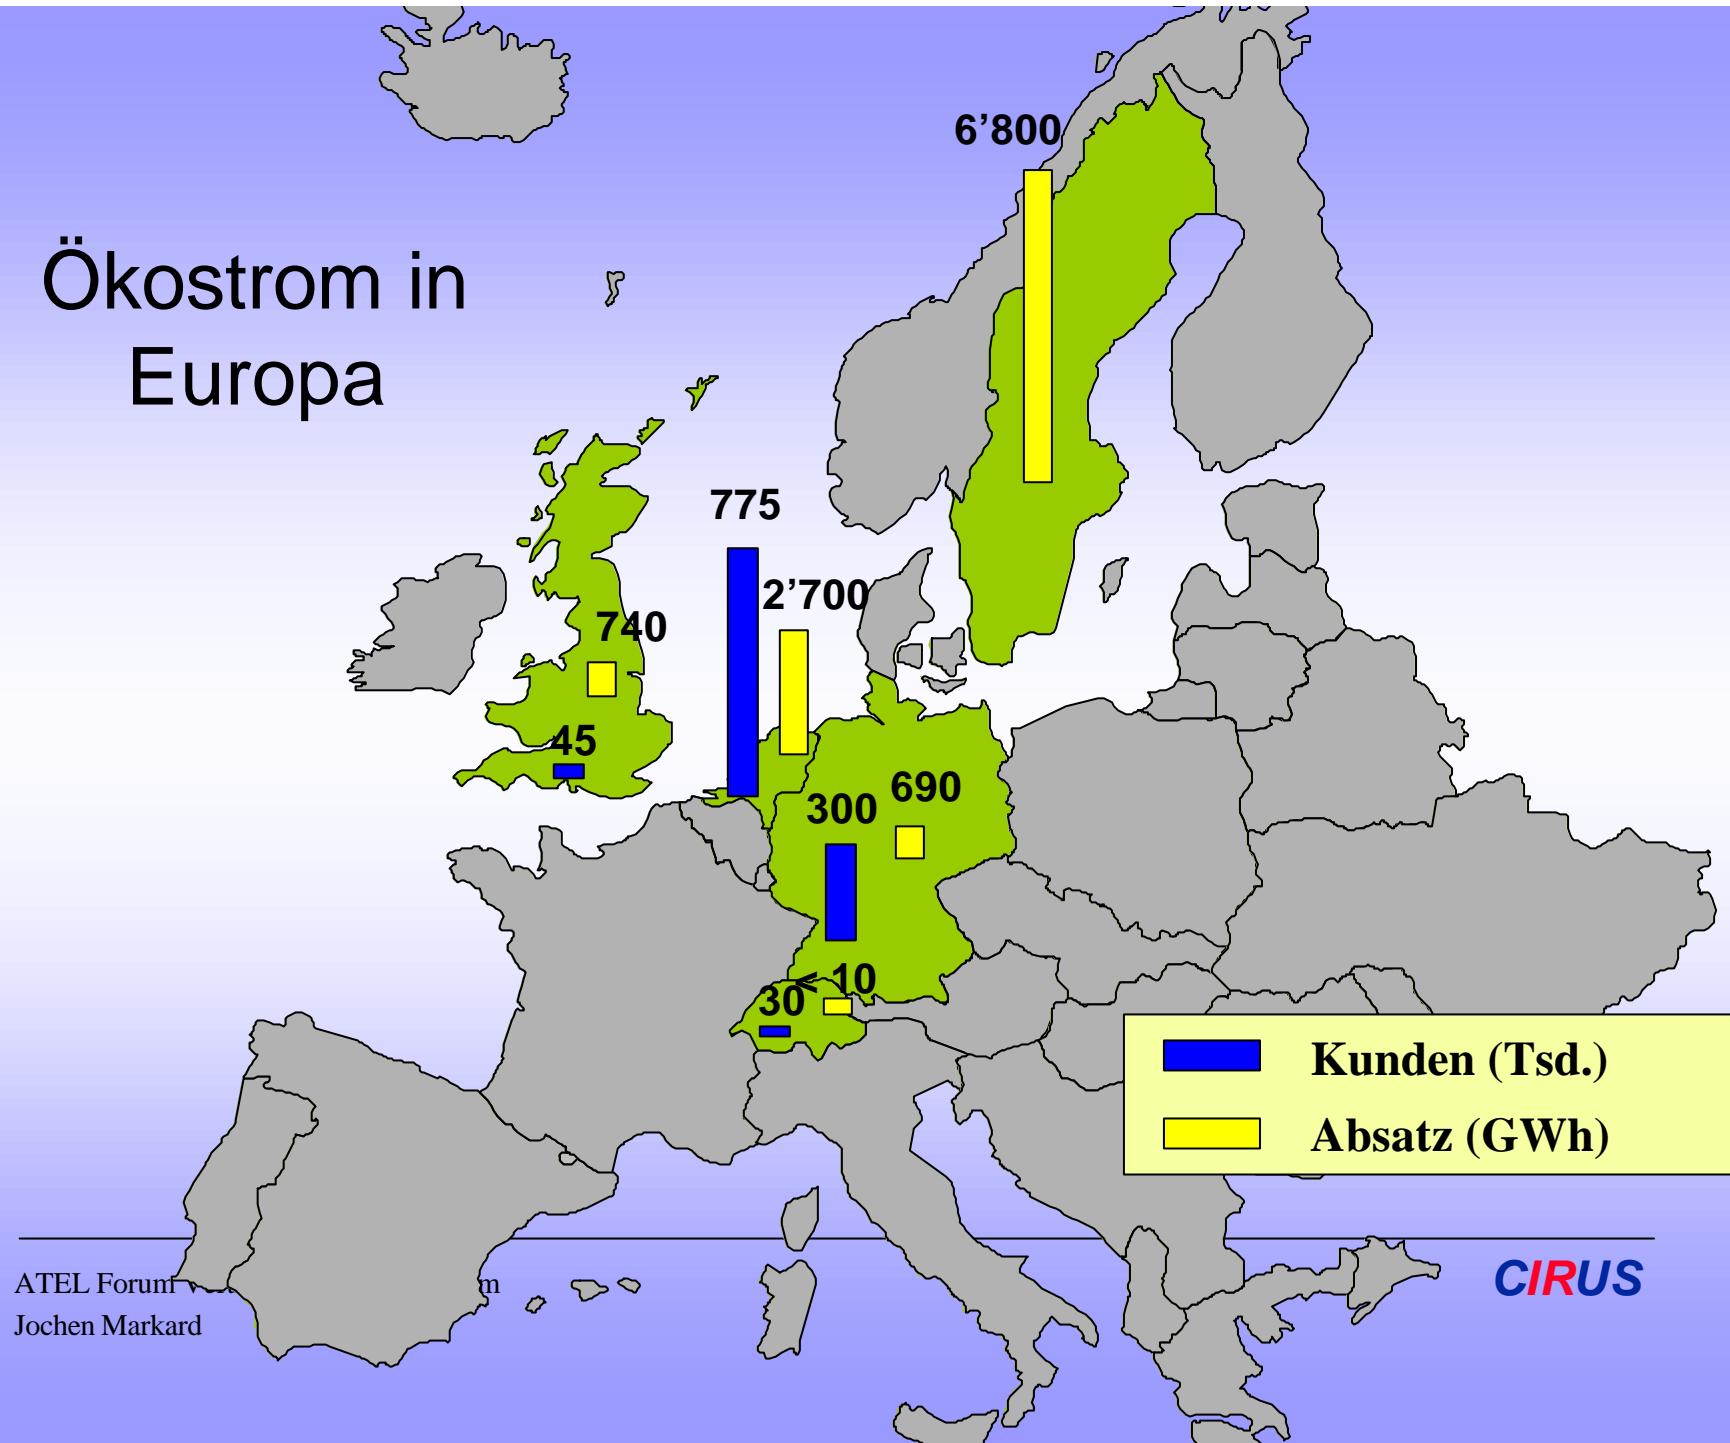 Ökostrom in
Europa
6’800
775
2’700
740
45
300
690
< 10
30
Kunden (Tsd.)
Absatz (GWh)
ATEL Forum
Jochen Markard
CIRUS